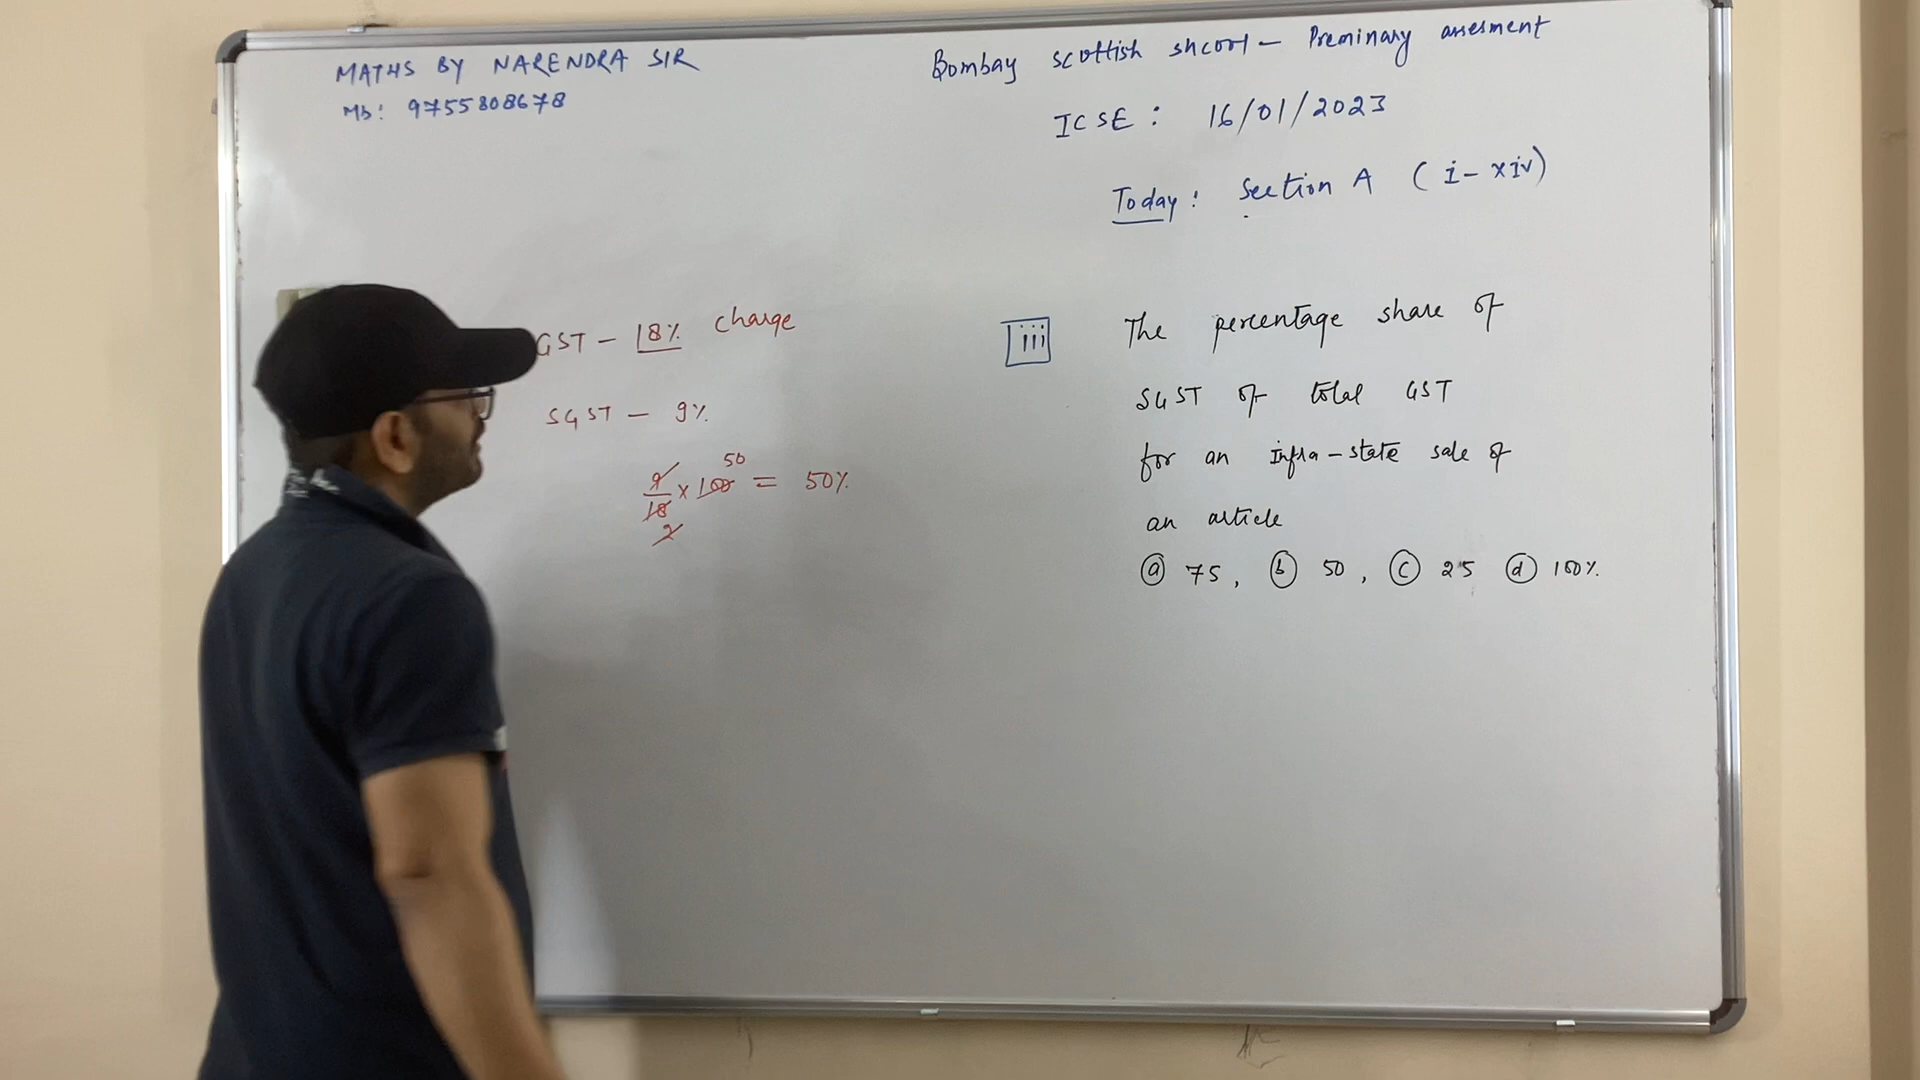 MATHS BY NARENDRA SIR
Mb: 9755808678
Bombay scottish shcool - Preminary assesment
ICSE : 16/01/2023
Today : Section A ( i - xiv)
GST - 18% charge
SGST - 9%
9/18 x 100 = 50%
50
2
iii
The percentage share of
SGST of total GST
for an Infra-state sale of
an article
(a) 75, (b) 50, (c) 25 (d) 100%.